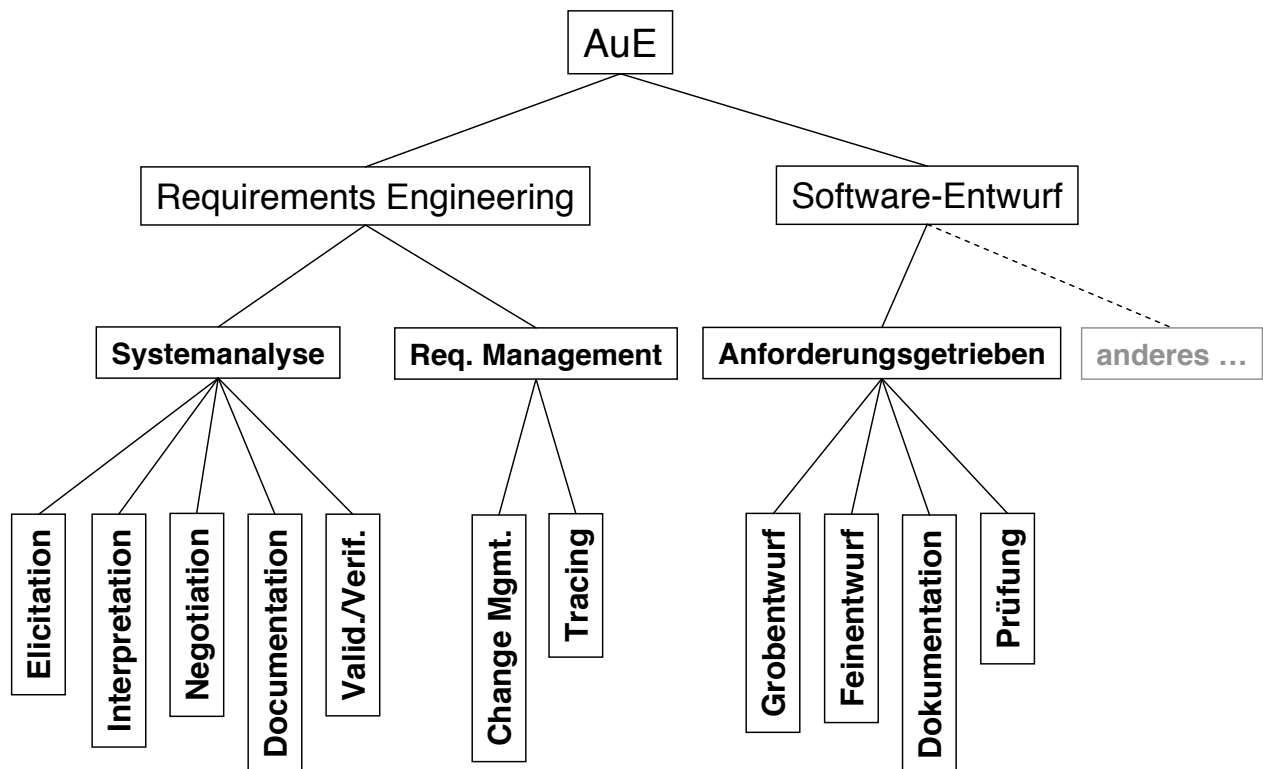 AuE
Requirements Engineering
Software-Entwurf
Systemanalyse
Req. Management
Anforderungsgetrieben
anderes ...
Elicitation
Interpretation
Negotiation
Documentation
Valid./Verif.
Change Mgmt.
Tracing
Grobentwurf
Feinentwurf
Dokumentation
Prüfung